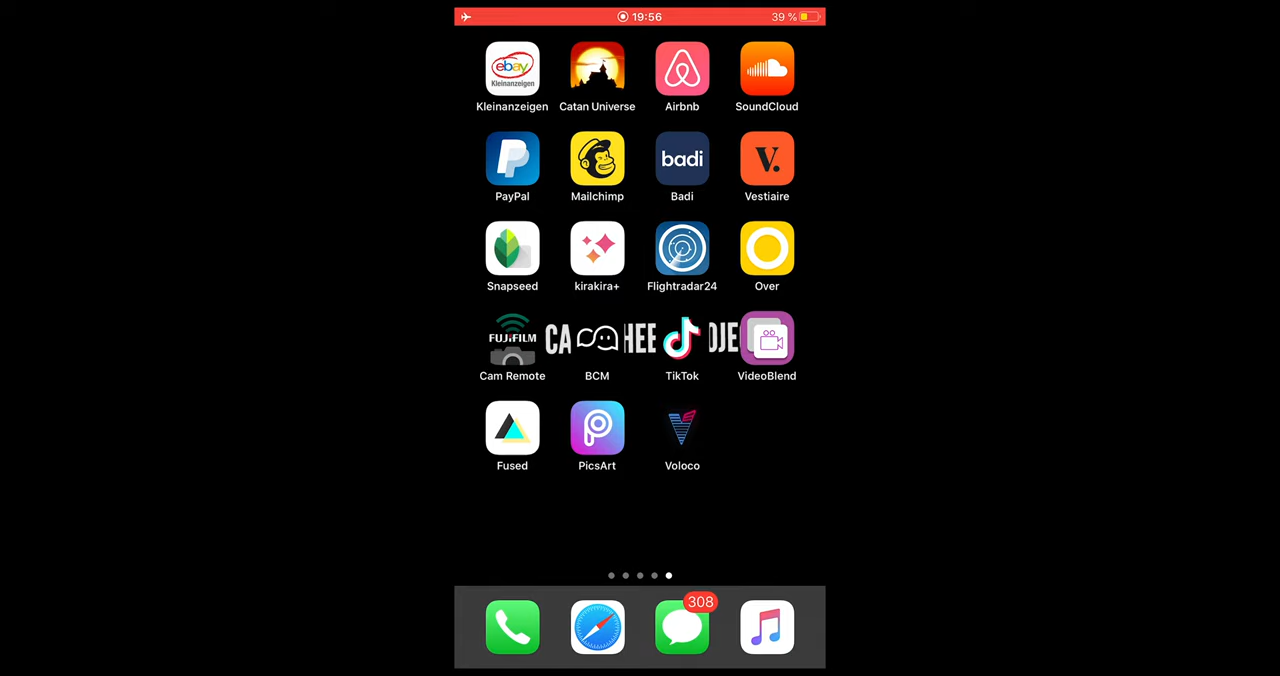 19:56
39 %
ebay
Kleinanzeigen
Kleinanzeigen Catan Universe Airbnb SoundCloud
badi V.
PayPal Mailchimp Badi Vestiaire
Snapseed kirakira+ Flightradar24 Over
FUJIFILM CA HEE OJE
Cam Remote BCM TikTok VideoBlend
Fused PicsArt Voloco
308